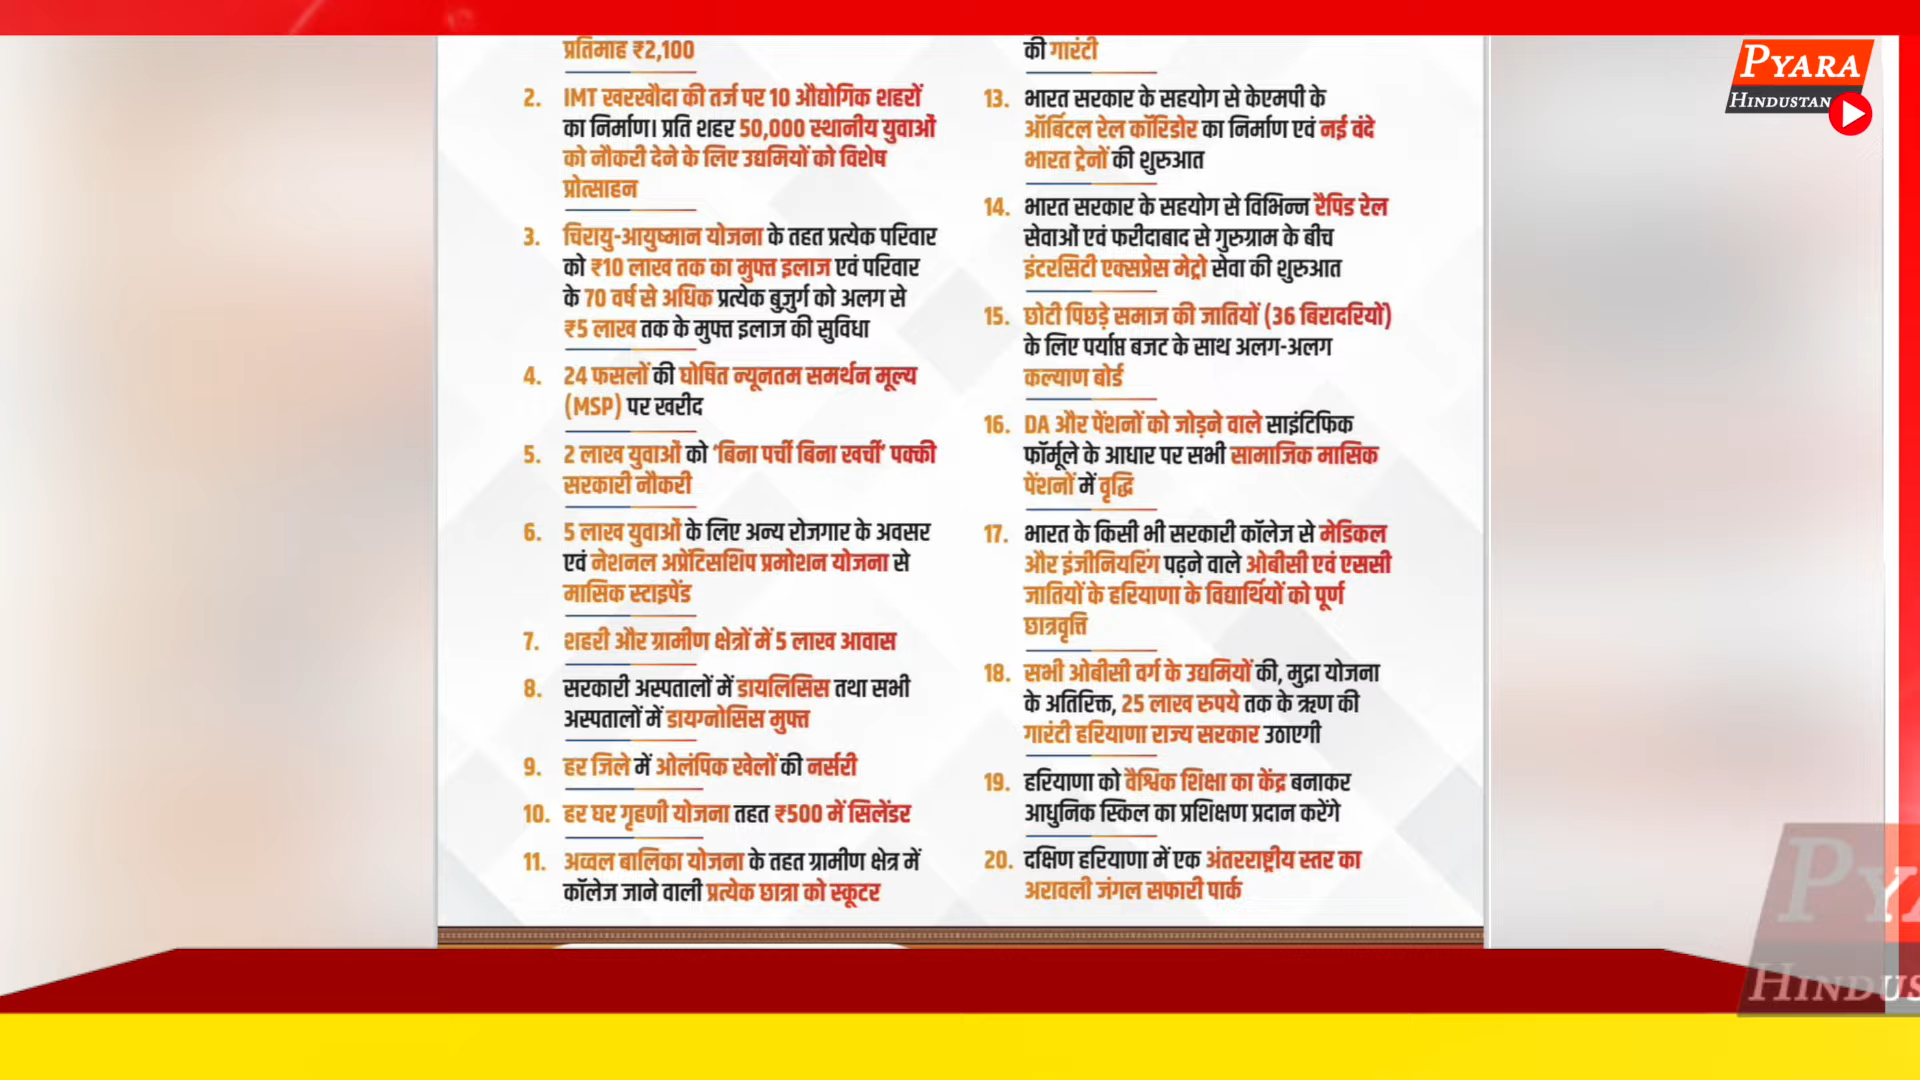 प्रतिमाह ₹2,100
2. IMT खरखौदा की तर्ज पर 10 औद्योगिक शहरों
का निर्माण। प्रति शहर 50,000 स्थानीय युवाओं
को नौकरी देने के लिए उद्यमियों को विशेष
प्रोत्साहन
3. चिरायु-आयुष्मान योजना के तहत प्रत्येक परिवार
को ₹10 लाख तक का मुफ्त इलाज एवं परिवार
के 70 वर्ष से अधिक प्रत्येक बुजुर्ग को अलग से
₹5 लाख तक के मुफ्त इलाज की सुविधा
4. 24 फसलों की घोषित न्यूनतम समर्थन मूल्य
(MSP) पर खरीद
5. 2 लाख युवाओं को 'बिना पर्ची बिना खर्ची' पक्की
सरकारी नौकरी
6. 5 लाख युवाओं के लिए अन्य रोजगार के अवसर
एवं नेशनल अप्रेंटिसशिप प्रमोशन योजना से
मासिक स्टाइपेंड
7. शहरी और ग्रामीण क्षेत्रों में 5 लाख आवास
8. सरकारी अस्पतालों में डायलिसिस तथा सभी
अस्पतालों में डायग्नोसिस मुफ्त
9. हर जिले में ओलंपिक खेलों की नर्सरी
10. हर घर गृहणी योजना तहत ₹500 में सिलेंडर
11. अव्वल बालिका योजना के तहत ग्रामीण क्षेत्र में
कॉलेज जाने वाली प्रत्येक छात्रा को स्कूटर
की गारंटी
13. भारत सरकार के सहयोग से केएमपी के
ऑर्बिटल रेल कॉरिडोर का निर्माण एवं नई वंदे
भारत ट्रेनों की शुरुआत
14. भारत सरकार के सहयोग से विभिन्न रैपिड रेल
सेवाओं एवं फरीदाबाद से गुरुग्राम के बीच
इंटरसिटी एक्सप्रेस मेट्रो सेवा की शुरुआत
15. छोटी पिछड़े समाज की जातियों (36 बिरादरियों)
के लिए पर्याप्त बजट के साथ अलग-अलग
कल्याण बोर्ड
16. DA और पेंशनों को जोड़ने वाले साइंटिफिक
फॉर्मूले के आधार पर सभी सामाजिक मासिक
पेंशनों में वृद्धि
17. भारत के किसी भी सरकारी कॉलेज से मेडिकल
और इंजीनियरिंग पढ़ने वाले ओबीसी एवं एससी
जातियों के हरियाणा के विद्यार्थियों को पूर्ण
छात्रवृत्ति
18. सभी ओबीसी वर्ग के उद्यमियों की, मुद्रा योजना
के अतिरिक्त, 25 लाख रुपये तक के ऋण की
गारंटी हरियाणा राज्य सरकार उठाएगी
19. हरियाणा को वैश्विक शिक्षा का केंद्र बनाकर
आधुनिक स्किल का प्रशिक्षण प्रदान करेंगे
20. दक्षिण हरियाणा में एक अंतरराष्ट्रीय स्तर का
अरावली जंगल सफारी पार्क
PYARA
HINDUSTAN